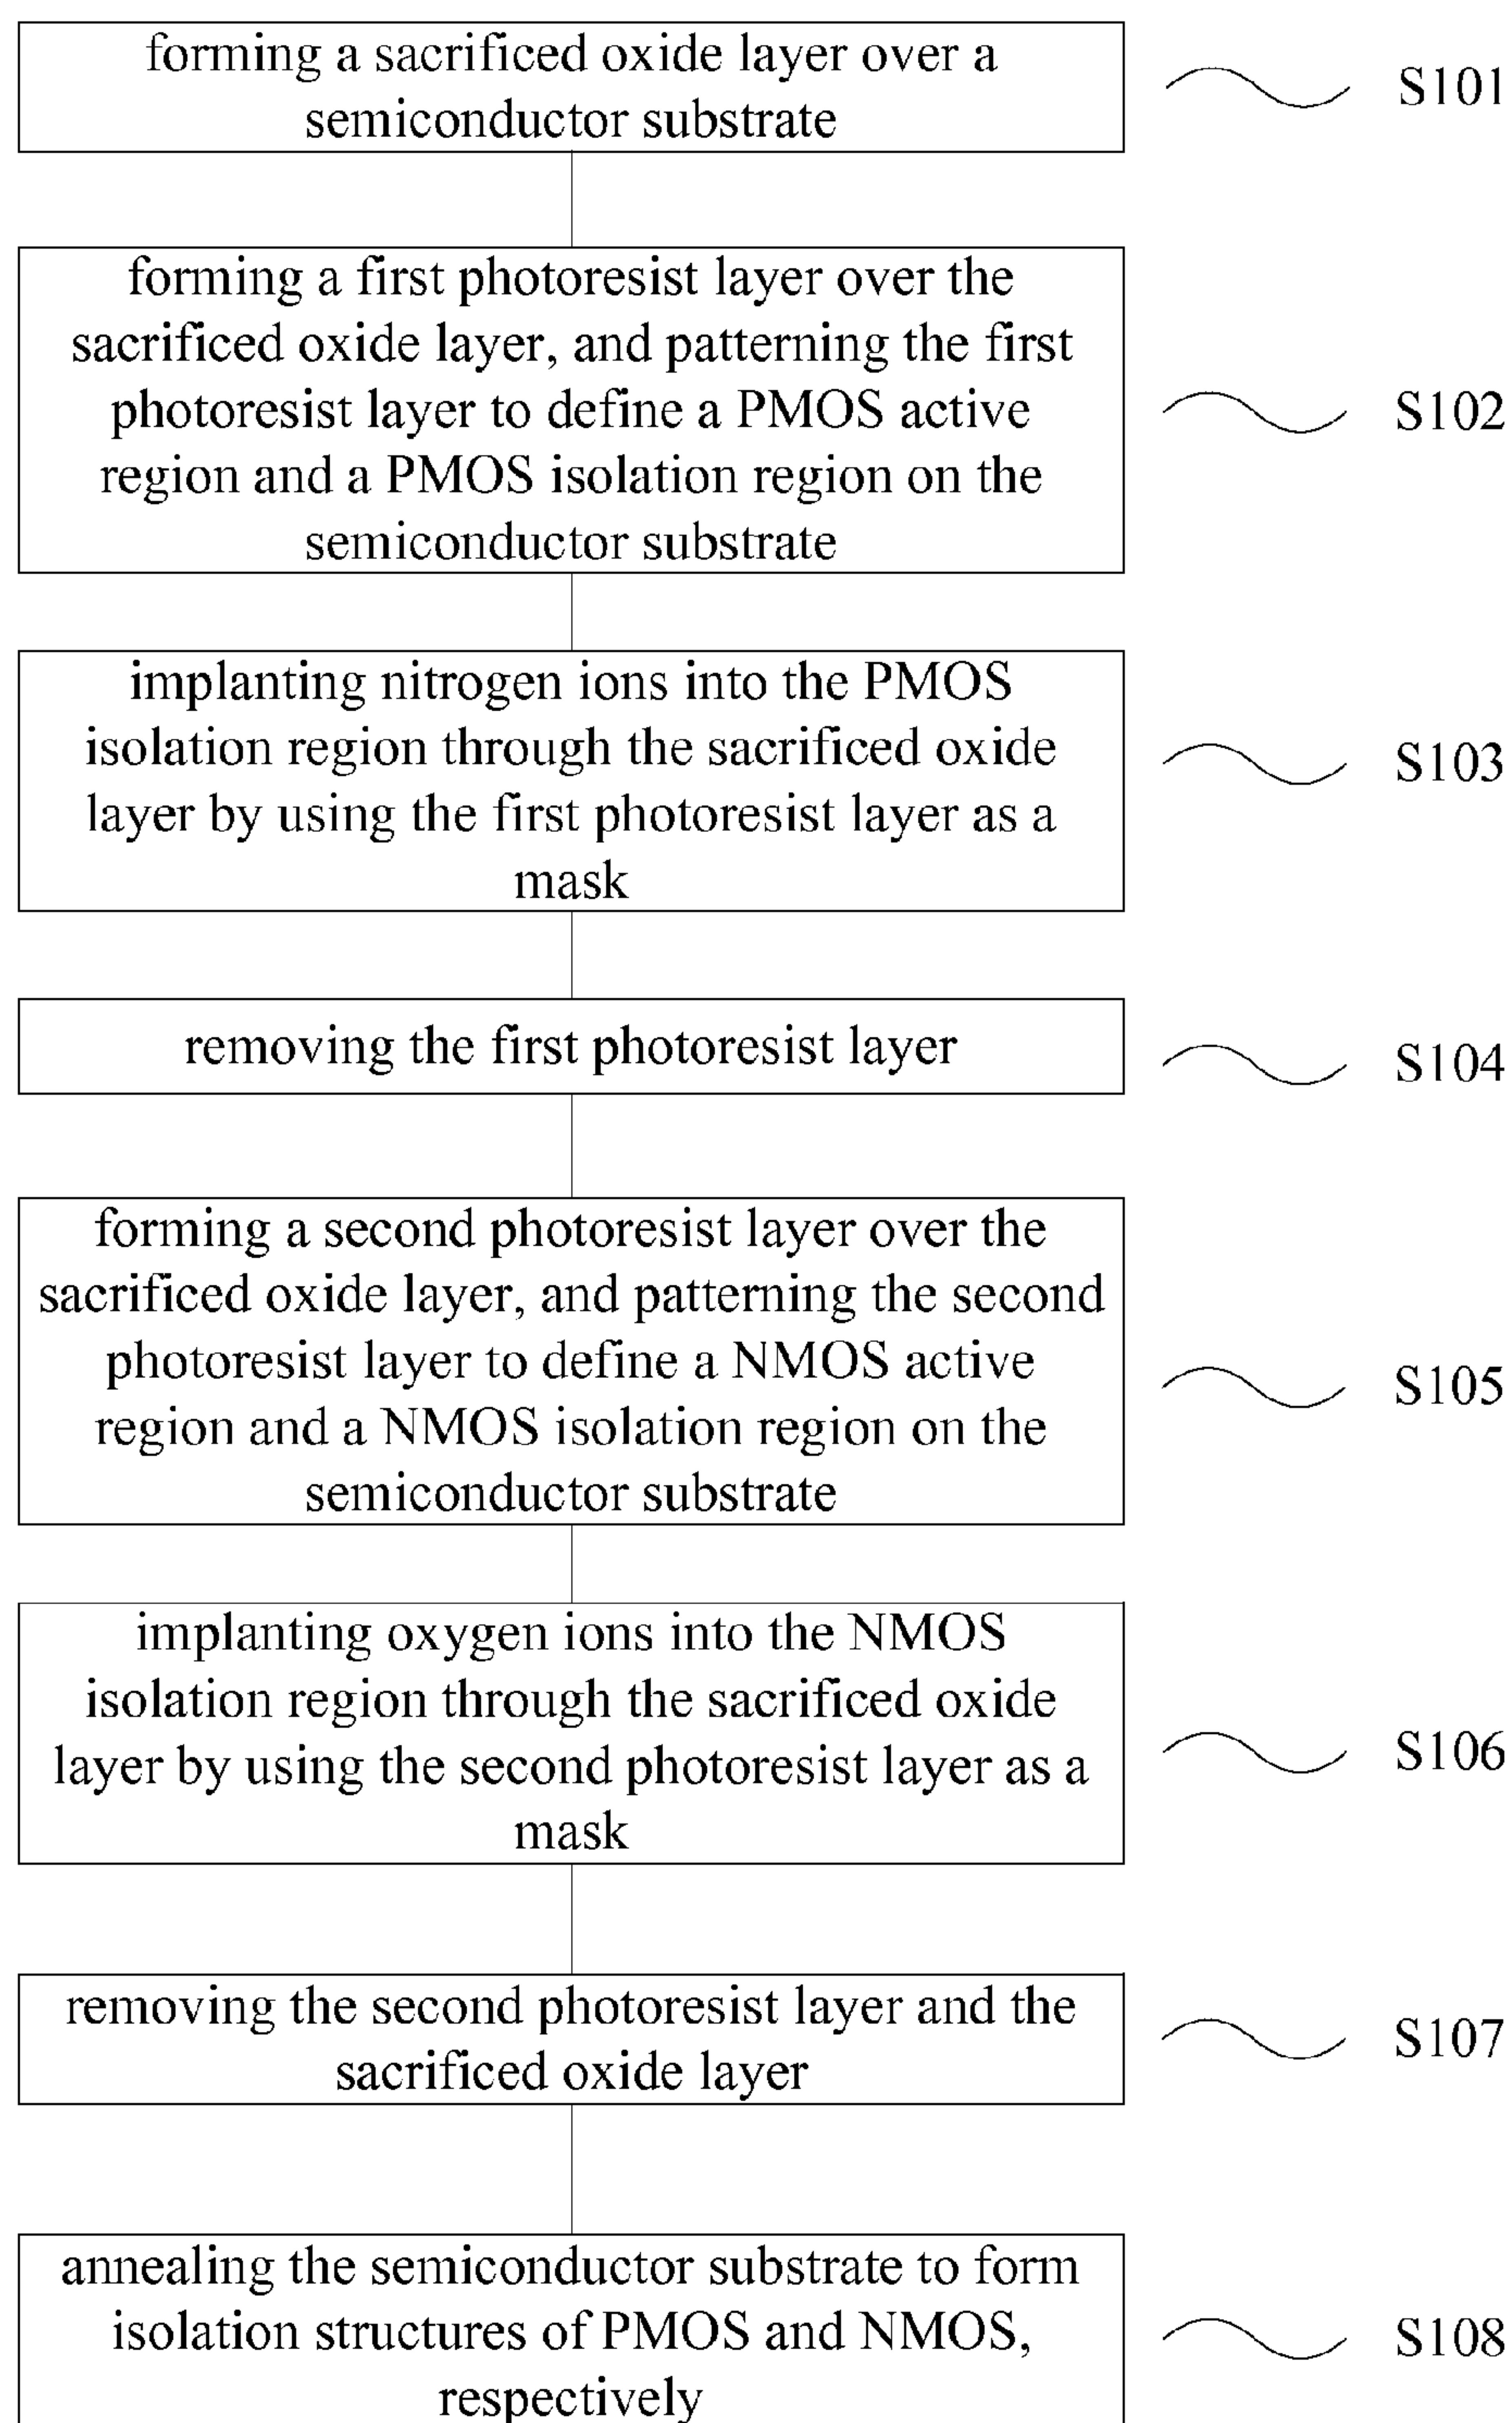 forming a sacrificed oxide layer over a
semiconductor substrate
S101
forming a first photoresist layer over the
sacrificed oxide layer, and patterning the first
photoresist layer to define a PMOS active
region and a PMOS isolation region on the
semiconductor substrate
S102
implanting nitrogen ions into the PMOS
isolation region through the sacrificed oxide
layer by using the first photoresist layer as a
mask
S103
removing the first photoresist layer
S104
forming a second photoresist layer over the
sacrificed oxide layer, and patterning the second
photoresist layer to define a NMOS active
region and a NMOS isolation region on the
semiconductor substrate
S105
implanting oxygen ions into the NMOS
isolation region through the sacrificed oxide
layer by using the second photoresist layer as a
mask
S106
removing the second photoresist layer and the
sacrificed oxide layer
S107
annealing the semiconductor substrate to form
isolation structures of PMOS and NMOS,
respectively
S108